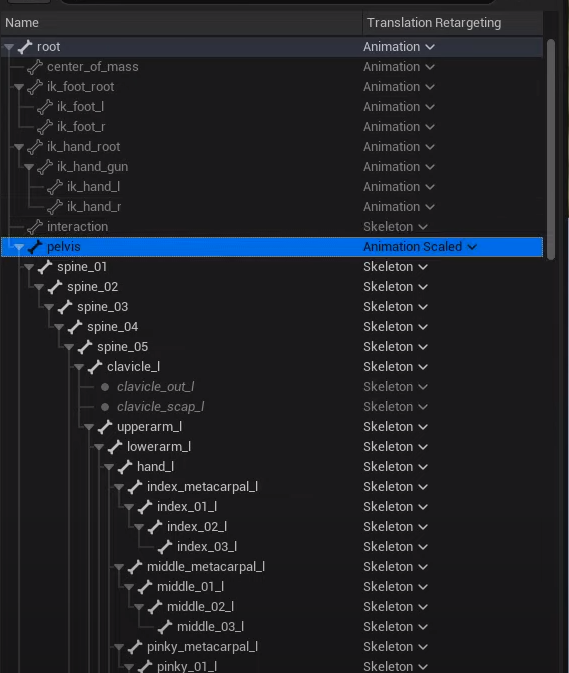 Name Translation Retargeting
root Animation
center_of_mass Animation
ik_foot_root Animation
ik_foot_l Animation
ik_foot_r Animation
ik_hand_root Animation
ik_hand_gun Animation
ik_hand_l Animation
ik_hand_r Animation
interaction Skeleton
pelvis Animation Scaled
spine_01 Skeleton
spine_02 Skeleton
spine_03 Skeleton
spine_04 Skeleton
spine_05 Skeleton
clavicle_l Skeleton
clavicle_out_l Skeleton
clavicle_scap_l Skeleton
upperarm_l Skeleton
lowerarm_l Skeleton
hand_l Skeleton
index_metacarpal_l Skeleton
index_01_l Skeleton
index_02_l Skeleton
index_03_l Skeleton
middle_metacarpal_l Skeleton
middle_01_l Skeleton
middle_02_l Skeleton
middle_03_l Skeleton
pinky_metacarpal_l Skeleton
pinky_01_l Skeleton